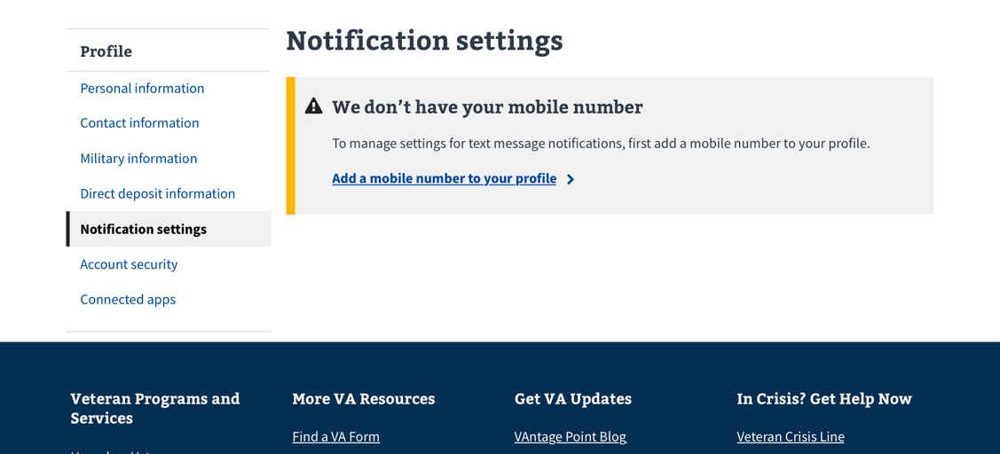 Profile
Personal information
Contact information
Military information
Direct deposit information
Notification settings
Account security
Connected apps
Notification settings
We don’t have your mobile number
To manage settings for text message notifications, first add a mobile number to your profile.
Add a mobile number to your profile
Veteran Programs and
Services
More VA Resources
Find a VA Form
Get VA Updates
VAntage Point Blog
In Crisis? Get Help Now
Veteran Crisis Line